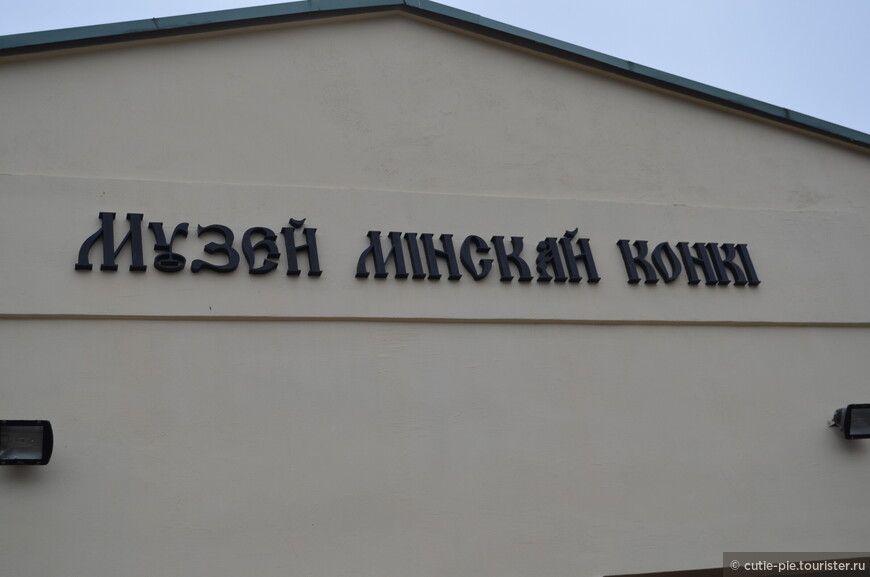 Музей мінскай конкі
© cutie-pie.tourister.ru